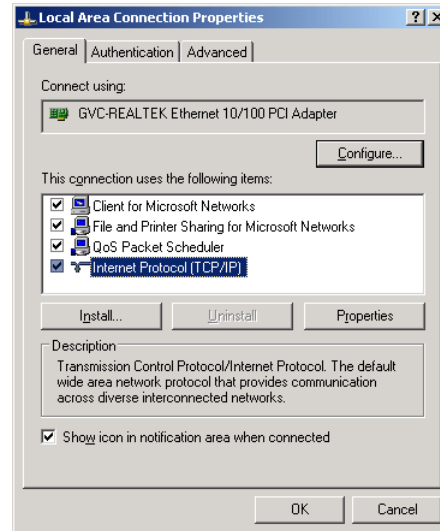 Local Area Connection Properties
General Authentication Advanced
Connect using:
GVC-REALTEK Ethernet 10/100 PCI Adapter
Configure...
This connection uses the following items:
Client for Microsoft Networks
File and Printer Sharing for Microsoft Networks
QoS Packet Scheduler
Internet Protocol (TCP/IP)
Install... Uninstall Properties
Description
Transmission Control Protocol/Internet Protocol. The default
wide area network protocol that provides communication
across diverse interconnected networks.
Show icon in notification area when connected
OK Cancel